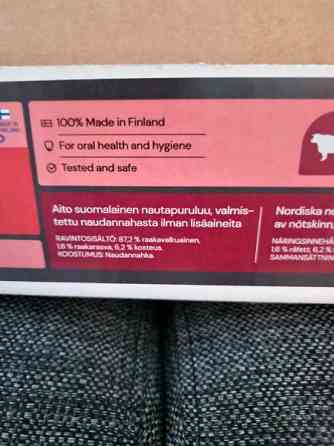 100% Made in Finland
For oral health and hygiene
Tested and safe
Aito suomalainen nautapuruluu, valmis-
tettu naudannahasta ilman lisäaineita
RAVINTOSISÄLTÖ: 87,2 % raakavalkuainen,
1,6 % raakarasva, 6,2 % kosteus.
KOOSTUMUS: Naudannahka.
Nordiska
av nötskinn,
NÄRINGSINNEHÅ
1,6 % råfett, 6,2 %
SAMMANSÄTTNIN